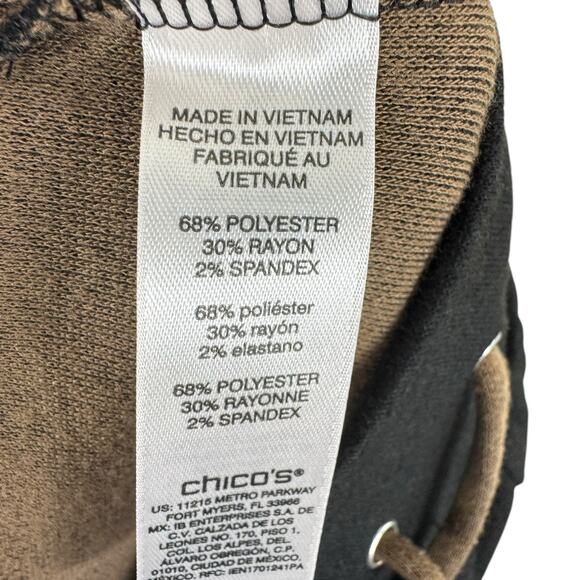 MADE IN VIETNAM
HECHO EN VIETNAM
FABRIQUÉ AU
VIETNAM
68% POLYESTER
30% RAYON
2% SPANDEX
68% poliéster
30% rayón
2% elastano
68% POLYESTER
30% RAYONNE
2% SPANDEX
chico's®
US: 11215 METRO PARKWAY
FORT MYERS, FL 33966
MX: IB ENTERPRISES S.A. DE
C.V. CALZADA DE LOS
LEONES NO. 170, PISO 1,
COL. LOS ALPES, DEL.
ÁLVARO OBREGÓN, C.P.
01010, CIUDAD DE MÉXICO,
MÉXICO. RFC: IEN1701241PA